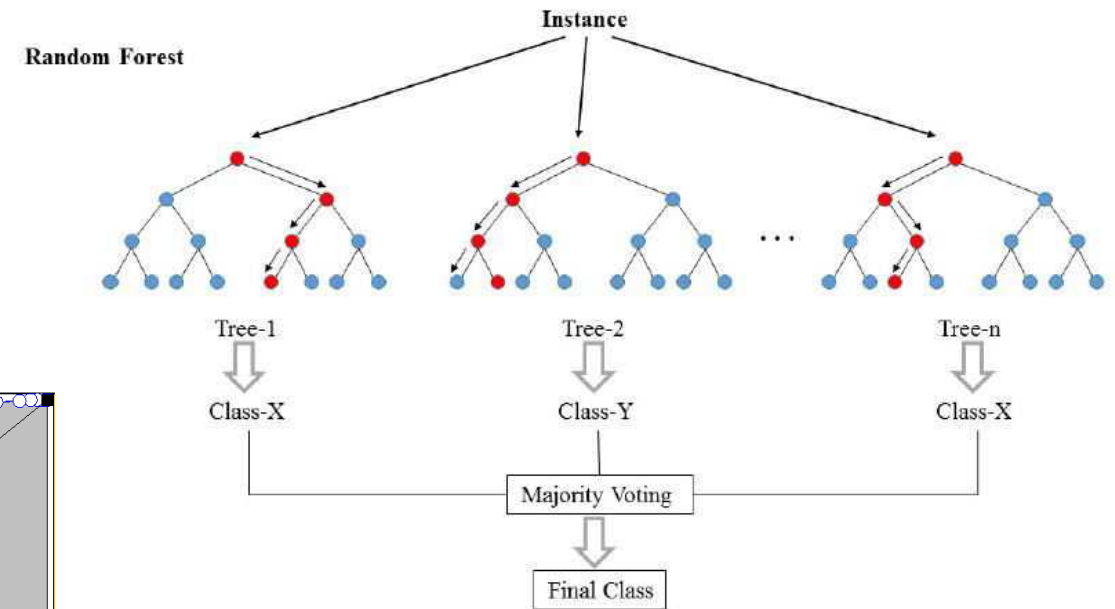 Instance
Random Forest
...
Tree-1
Tree-2
Tree-n
Class-X
Class-Y
Class-X
Majority Voting
Final Class